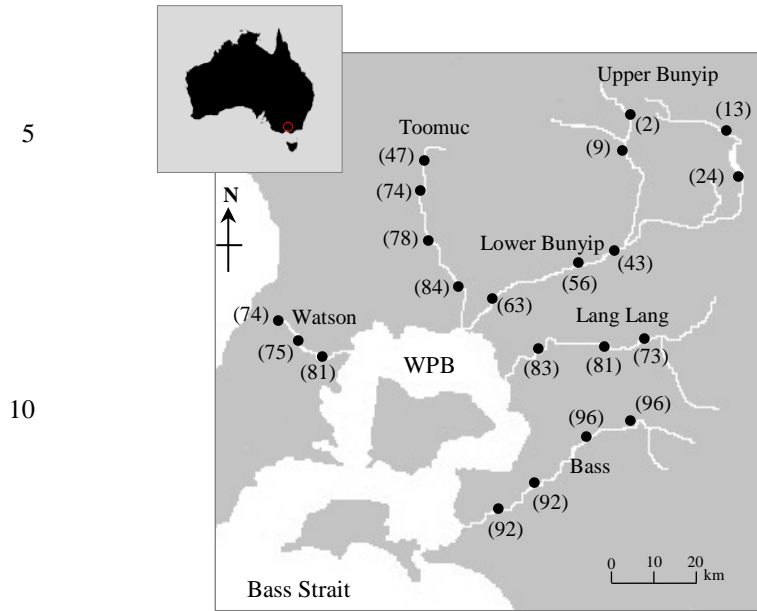 Upper Bunyip
5
(13)
Toomuc
(2)
(47)
(9)
(24)
(74)
N
(78)
Lower Bunyip
(43)
(56)
(84)
(63)
(74)
Watson
Lang Lang
(75)
(81)
WPB
(83)
(81)
(73)
10
(96)
(96)
Bass
(92)
(92)
0 10 20
km
Bass Strait